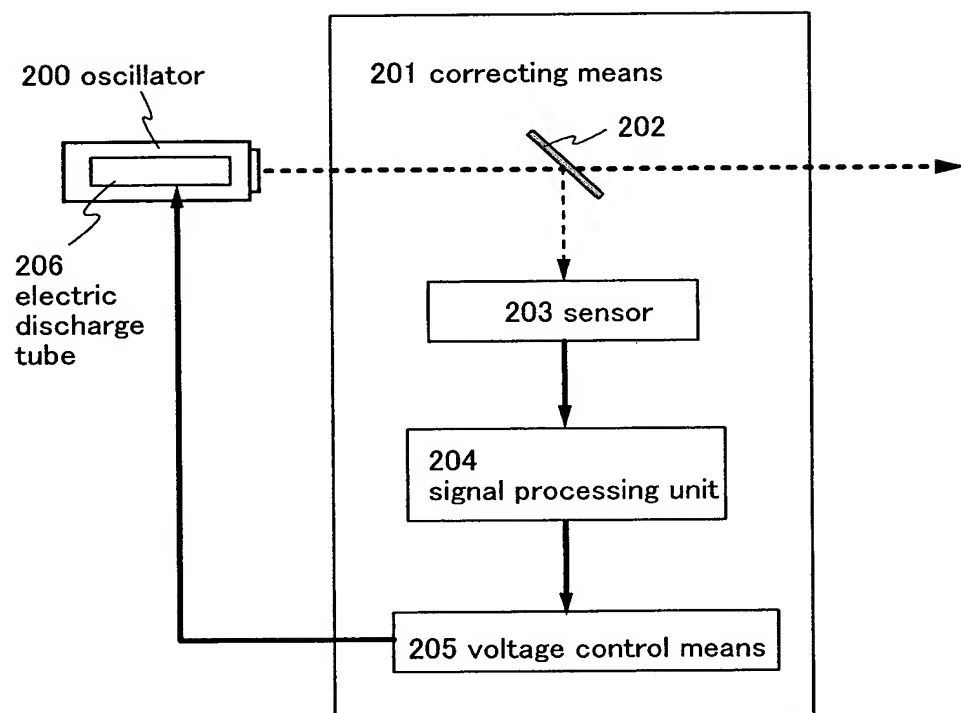 200 oscillator
201 correcting means
202
206
electric
discharge
tube
203 sensor
204
signal processing unit
205 voltage control means